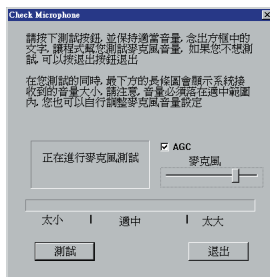 Check Microphone
請按下測試按鈕, 並保持適當音量, 念出方框中的
文字, 讓程式幫您測試麥克風音量, 如果您不想測
試, 可以按退出按鈕退出
在您測試的同時, 最下方的長條圖會顯示系統接
收到的音量大小, 請注意, 音量必須落在適中範圍
內, 您也可以自行調整麥克風音量設定
正在進行麥克風測試
AGC
麥克風
太小
適中
太大
測試
退出